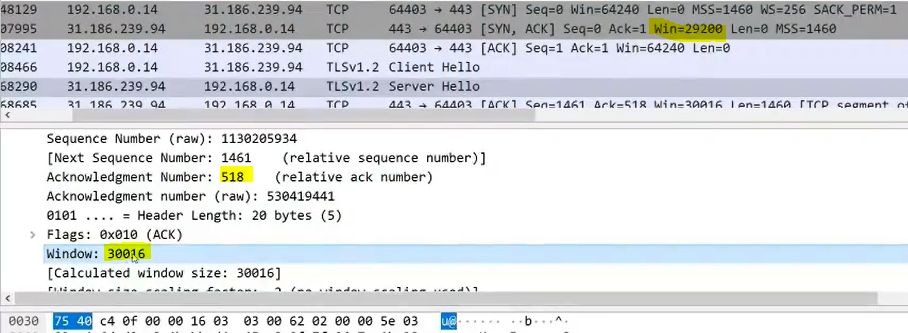 48129 192.168.0.14 31.186.239.94 TCP 64403 → 443 [SYN] Seq=0 Win=64240 Len=0 MSS=1460 WS=256 SACK_PERM=1
07995 31.186.239.94 192.168.0.14 TCP 443 → 64403 [SYN, ACK] Seq=0 Ack=1 Win=29200 Len=0 MSS=1460
08241 192.168.0.14 31.186.239.94 TCP 64403 → 443 [ACK] Seq=1 Ack=1 Win=64240 Len=0
08466 192.168.0.14 31.186.239.94 TLSv1.2 Client Hello
68290 31.186.239.94 192.168.0.14 TLSv1.2 Server Hello
68685 31.186.239.94 192.168.0.14 TCP 443 → 64403 [ACK] Seq=1461 Ack=518 Win=30016 Len=1460 [TCP segment of
Sequence Number (raw): 1130205934
[Next Sequence Number: 1461 (relative sequence number)]
Acknowledgment Number: 518 (relative ack number)
Acknowledgment number (raw): 530419441
0101 .... = Header Length: 20 bytes (5)
Flags: 0x010 (ACK)
Window: 30016
[Calculated window size: 30016]
[Window size scaling factor: -2 (no window scaling used)]
0030 75 40 c4 0f 00 00 16 03 03 00 62 02 00 00 5e 03 u@······ ··b···^·